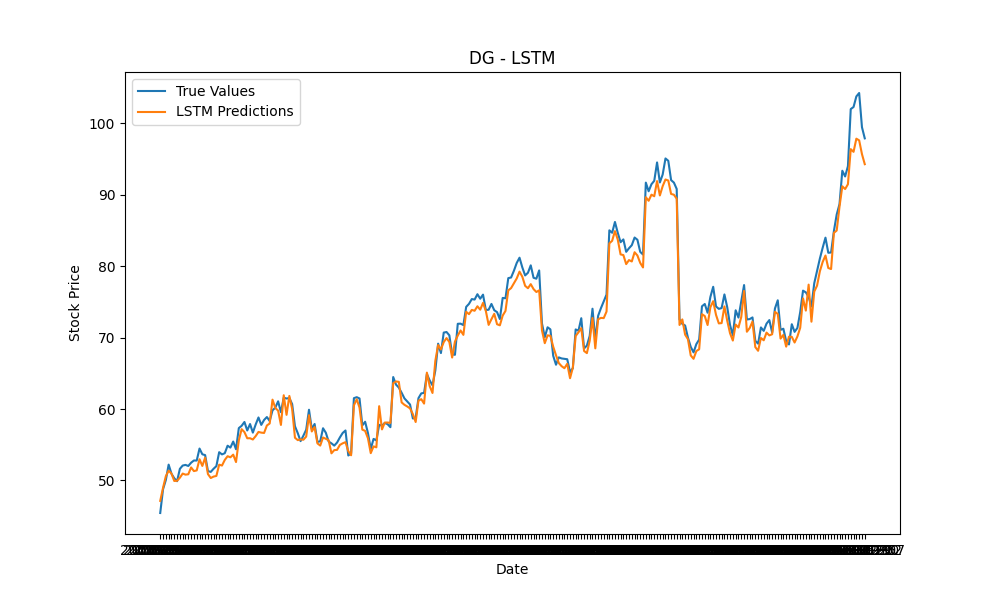 DG - LSTM
True Values
LSTM Predictions
100
90
80
70
60
50
Stock Price
Date